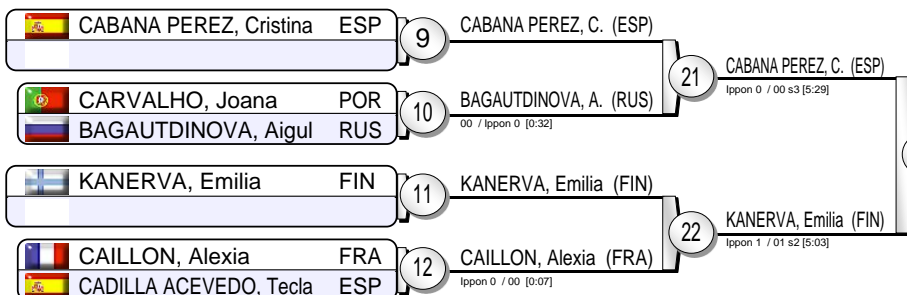 CABANA PEREZ, Cristina ESP
9
CABANA PEREZ, C. (ESP)
21
CABANA PEREZ, C. (ESP)
Ippon 0 / 00 s3 [5:29]
CARVALHO, Joana POR
BAGAUTDINOVA, Aigul RUS
10
BAGAUTDINOVA, A. (RUS)
00 / Ippon 0 [0:32]
KANERVA, Emilia FIN
11
KANERVA, Emilia (FIN)
22
KANERVA, Emilia (FIN)
Ippon 1 / 01 s2 [5:03]
CAILLON, Alexia FRA
CADILLA ACEVEDO, Tecla ESP
12
CAILLON, Alexia (FRA)
Ippon 0 / 00 [0:07]